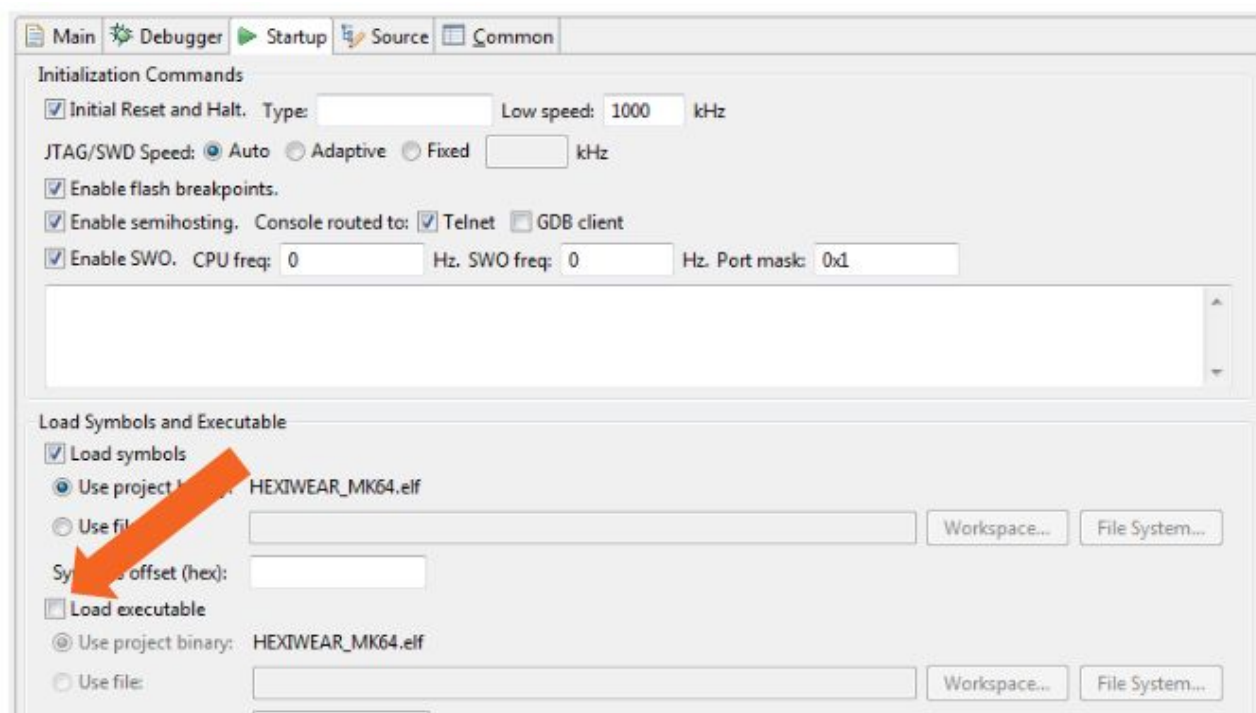 Main Debugger Startup Source Common
Initialization Commands
Initial Reset and Halt. Type: Low speed: 1000 kHz
JTAG/SWD Speed: Auto Adaptive Fixed kHz
Enable flash breakpoints.
Enable semihosting. Console routed to: Telnet GDB client
Enable SWO. CPU freq: 0 Hz. SWO freq: 0 Hz. Port mask: 0x1
Load Symbols and Executable
Load symbols
Use project HEXIWEAR_MK64.elf
Use Workspace... File System...
offset (hex):
Load executable
Use project binary: HEXIWEAR_MK64.elf
Use file: Workspace... File System...